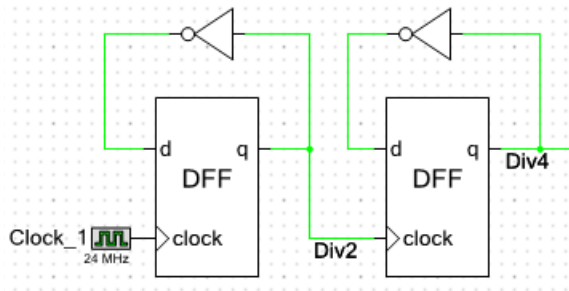 d q
DFF
clock
Clock_1
24 MHz
Div2
d q
DFF
clock
Div4